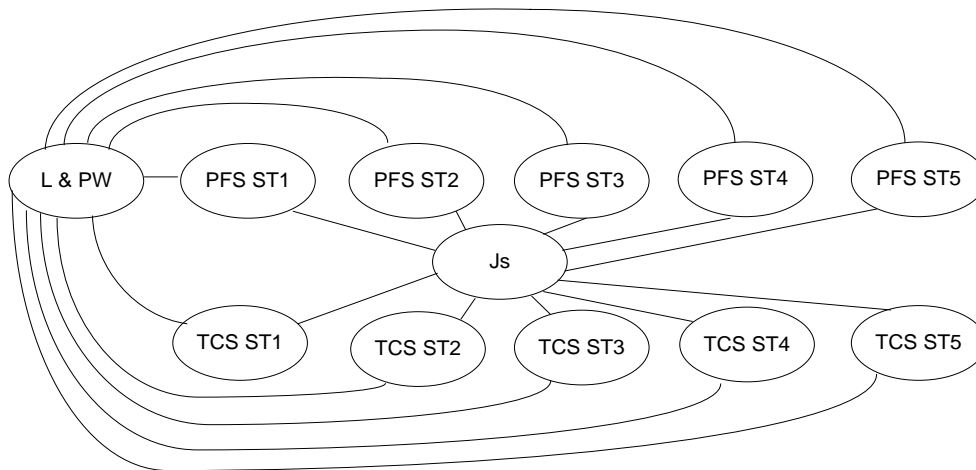 L & PW
PFS ST1
PFS ST2
PFS ST3
PFS ST4
PFS ST5
Js
TCS ST1
TCS ST2
TCS ST3
TCS ST4
TCS ST5